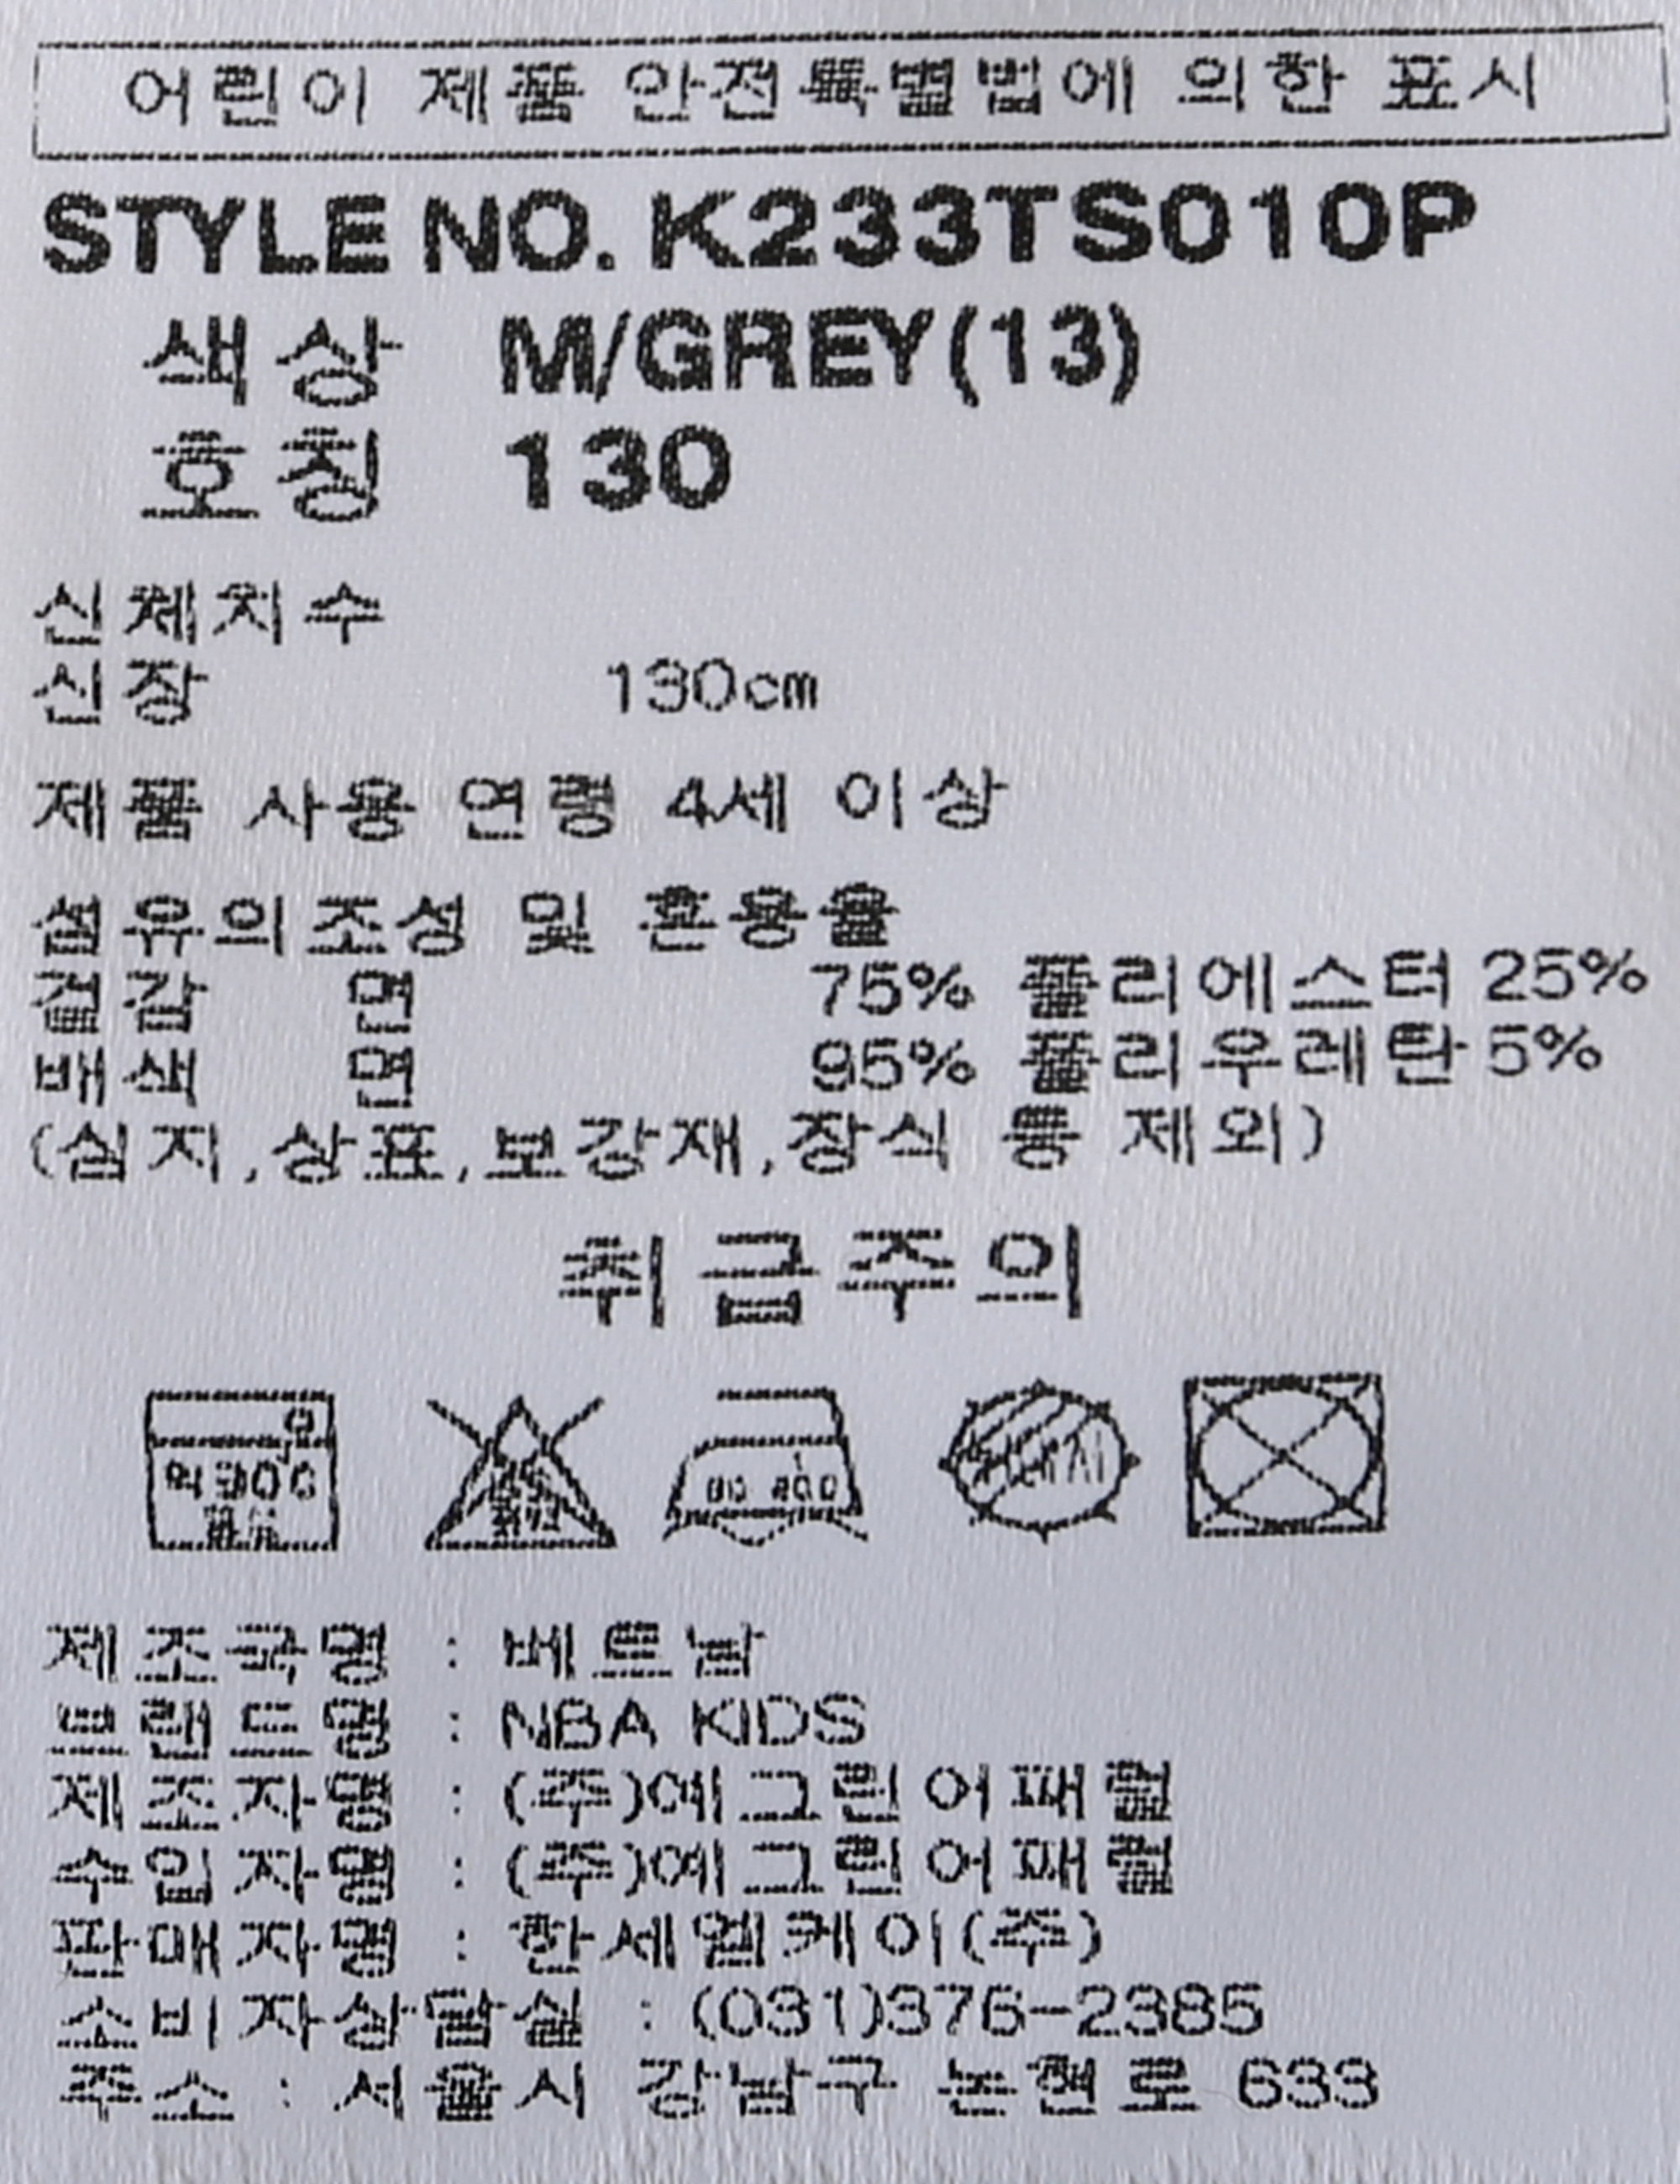 어린이 제품 안전특별법에 의한 표시
STYLE NO. K233TS010P
색상 M/GREY(13)
호칭 130
신체치수
신장 130cm
제품 사용 연령 4세 이상
섬유의조성 및 혼용율
겉감 면 75% 폴리에스터 25%
배색 면 95% 폴리우레탄 5%
(심지,상표,보강재,장식 등 제외)
취급주의
제조국명 : 베트남
브랜드명 : NBA KIDS
제조자명 : (주)예그린어패럴
수입자명 : (주)예그린어패럴
판매자명 : 한세엠케이(주)
소비자상담실 : (031)376-2385
주소 : 서울시 강남구 논현로 633